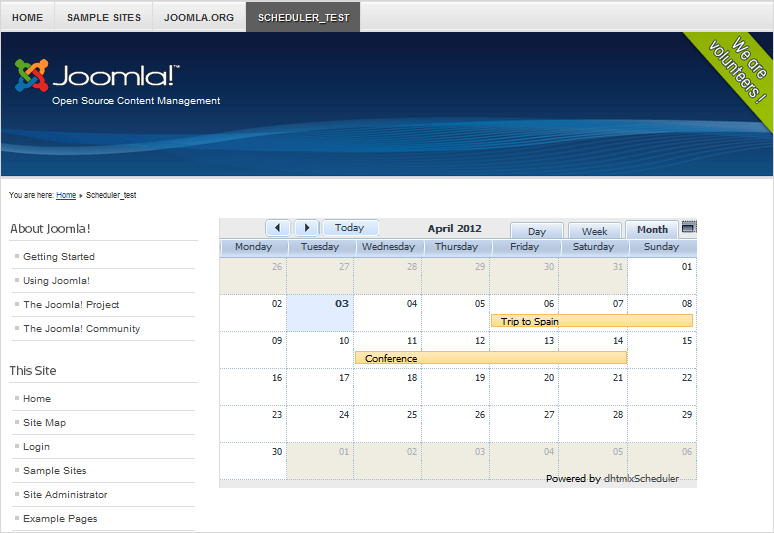 HOME SAMPLE SITES JOOMLA.ORG SCHEDULER_TEST
Joomla!™
Open Source Content Management
We are
volunteers !
You are here: Home Scheduler_test
About Joomla!
Getting Started
Using Joomla!
The Joomla! Project
The Joomla! Community
This Site
Home
Site Map
Login
Sample Sites
Site Administrator
Example Pages
Today April 2012 Day Week Month
Monday Tuesday Wednesday Thursday Friday Saturday Sunday
26 27 28 29 30 31 01
02 03 04 05 06 07 08
Trip to Spain
09 10 11 12 13 14 15
Conference
16 17 18 19 20 21 22
23 24 25 26 27 28 29
30 01 02 03 04 05 06
Powered by dhtmlxScheduler